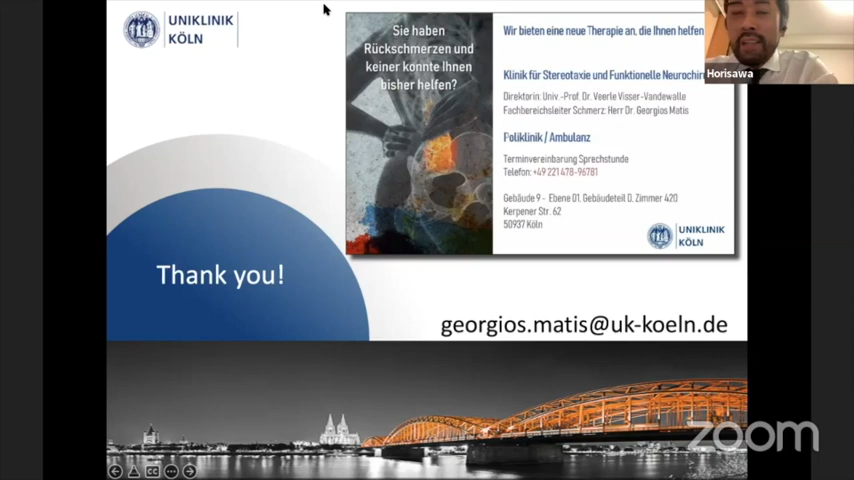 UNIKLINIK
KÖLN
Sie haben
Rückschmerzen und
keiner konnte Ihnen
bisher helfen?
Wir bieten eine neue Therapie an, die Ihnen helfen
Klinik für Stereotaxie und Funktionelle
Direktorin: Univ.-Prof. Dr. Veerle Visser-Vandewalle
Fachbereichsleiter Schmerz: Herr Dr. Georgios Matis
Poliklinik / Ambulanz
Terminvereinbarung Sprechstunde
Telefon: +49 221 478-96781
Gebäude 9 - Ebene 01, Gebäudeteil D, Zimmer 420
Kerpener Str. 62
50937 Köln
UNIKLINIK
KÖLN
Horisawa
Thank you!
georgios.matis@uk-koeln.de
zoom
CC